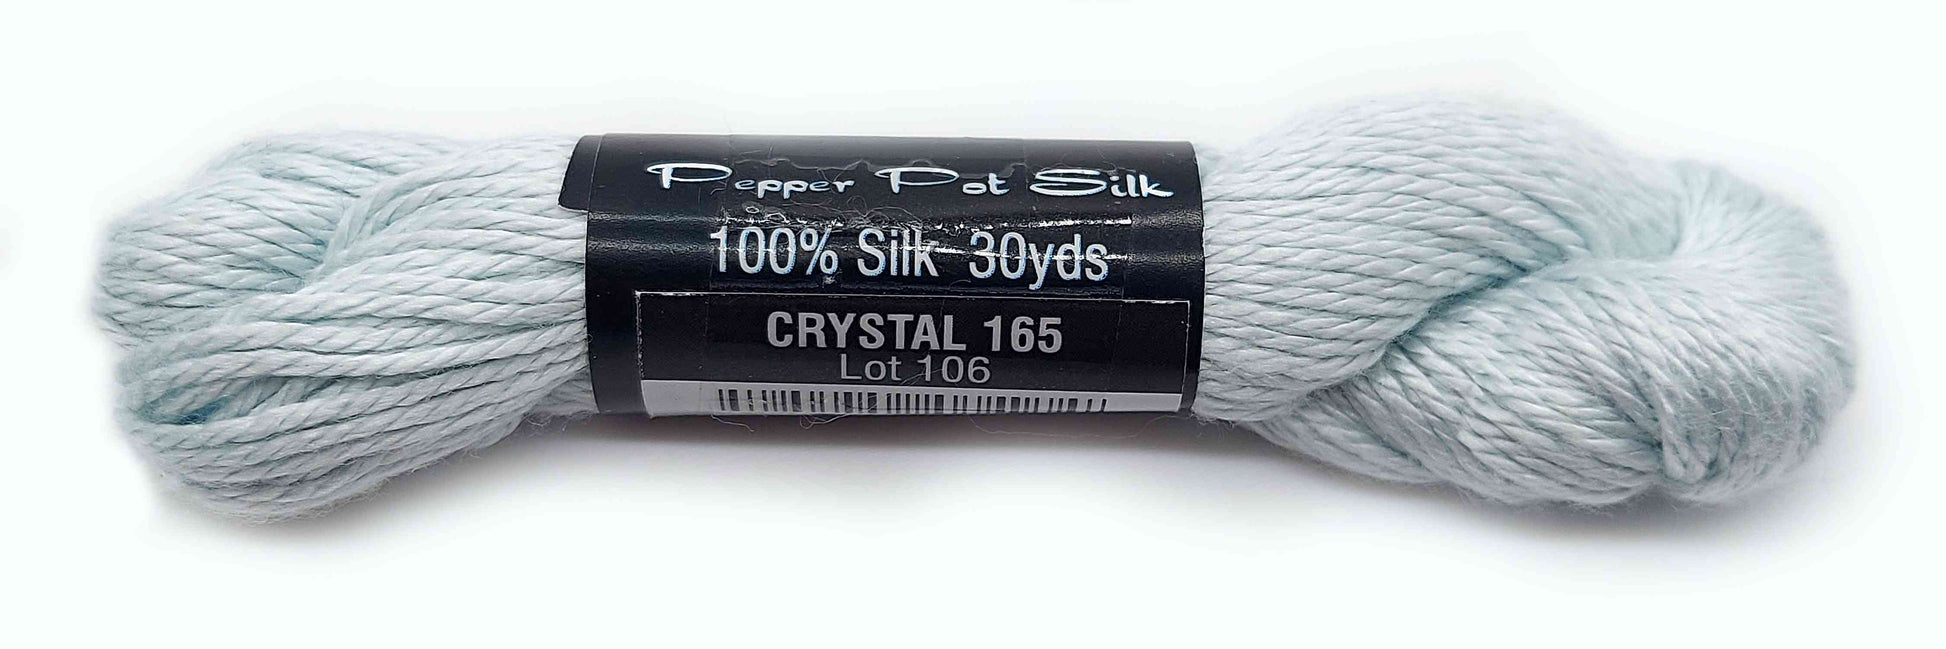 Pepper Pot Silk
100% Silk 30yds
CRYSTAL 165
Lot 106